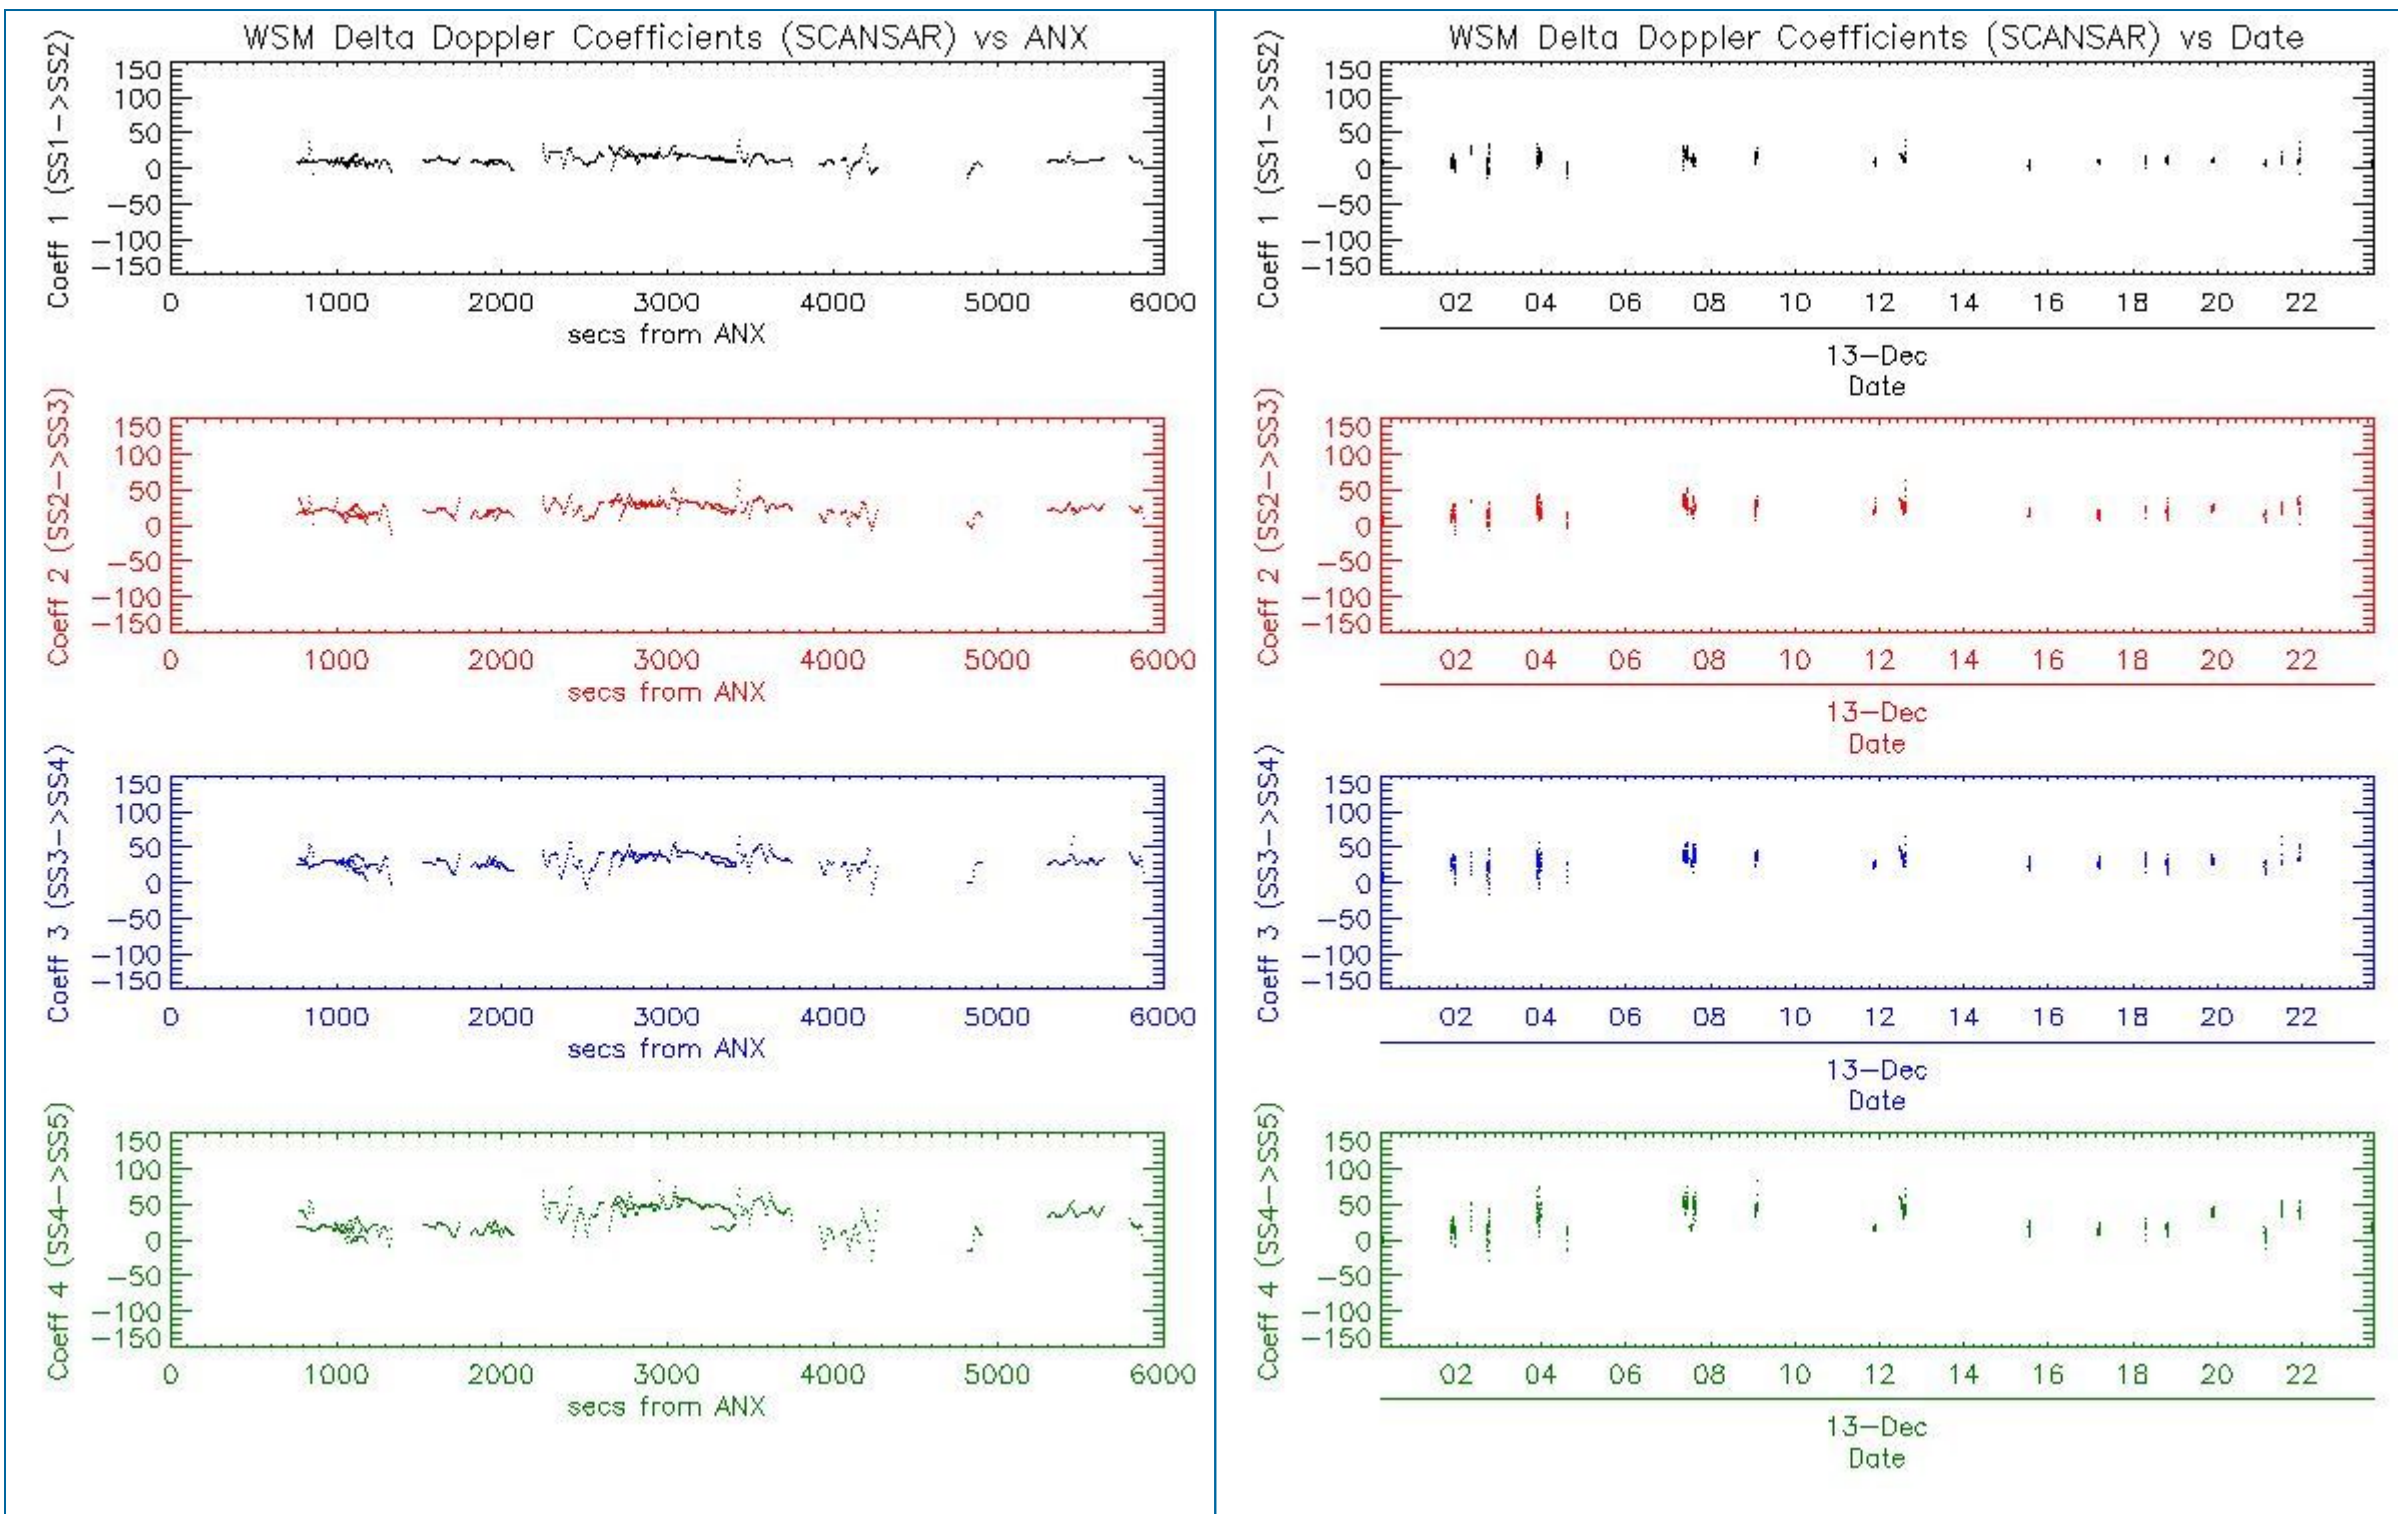 WSM Delta Doppler Coefficients (SCANSAR) vs ANX
Coeff 1 (SS1->SS2)
150
100
50
0
-50
-100
-150
0 1000 2000 3000 4000 5000 6000
secs from ANX
Coeff 2 (SS2->SS3)
150
100
50
0
-50
-100
-150
0 1000 2000 3000 4000 5000 6000
secs from ANX
Coeff 3 (SS3->SS4)
150
100
50
0
-50
-100
-150
0 1000 2000 3000 4000 5000 6000
secs from ANX
Coeff 4 (SS4->SS5)
150
100
50
0
-50
-100
-150
0 1000 2000 3000 4000 5000 6000
secs from ANX
WSM Delta Doppler Coefficients (SCANSAR) vs Date
Coeff 1 (SS1->SS2)
150
100
50
0
-50
-100
-150
02 04 06 08 10 12 14 16 18 20 22
13-Dec
Date
Coeff 2 (SS2->SS3)
150
100
50
0
-50
-100
-150
02 04 06 08 10 12 14 16 18 20 22
13-Dec
Date
Coeff 3 (SS3->SS4)
150
100
50
0
-50
-100
-150
02 04 06 08 10 12 14 16 18 20 22
13-Dec
Date
Coeff 4 (SS4->SS5)
150
100
50
0
-50
-100
-150
02 04 06 08 10 12 14 16 18 20 22
13-Dec
Date